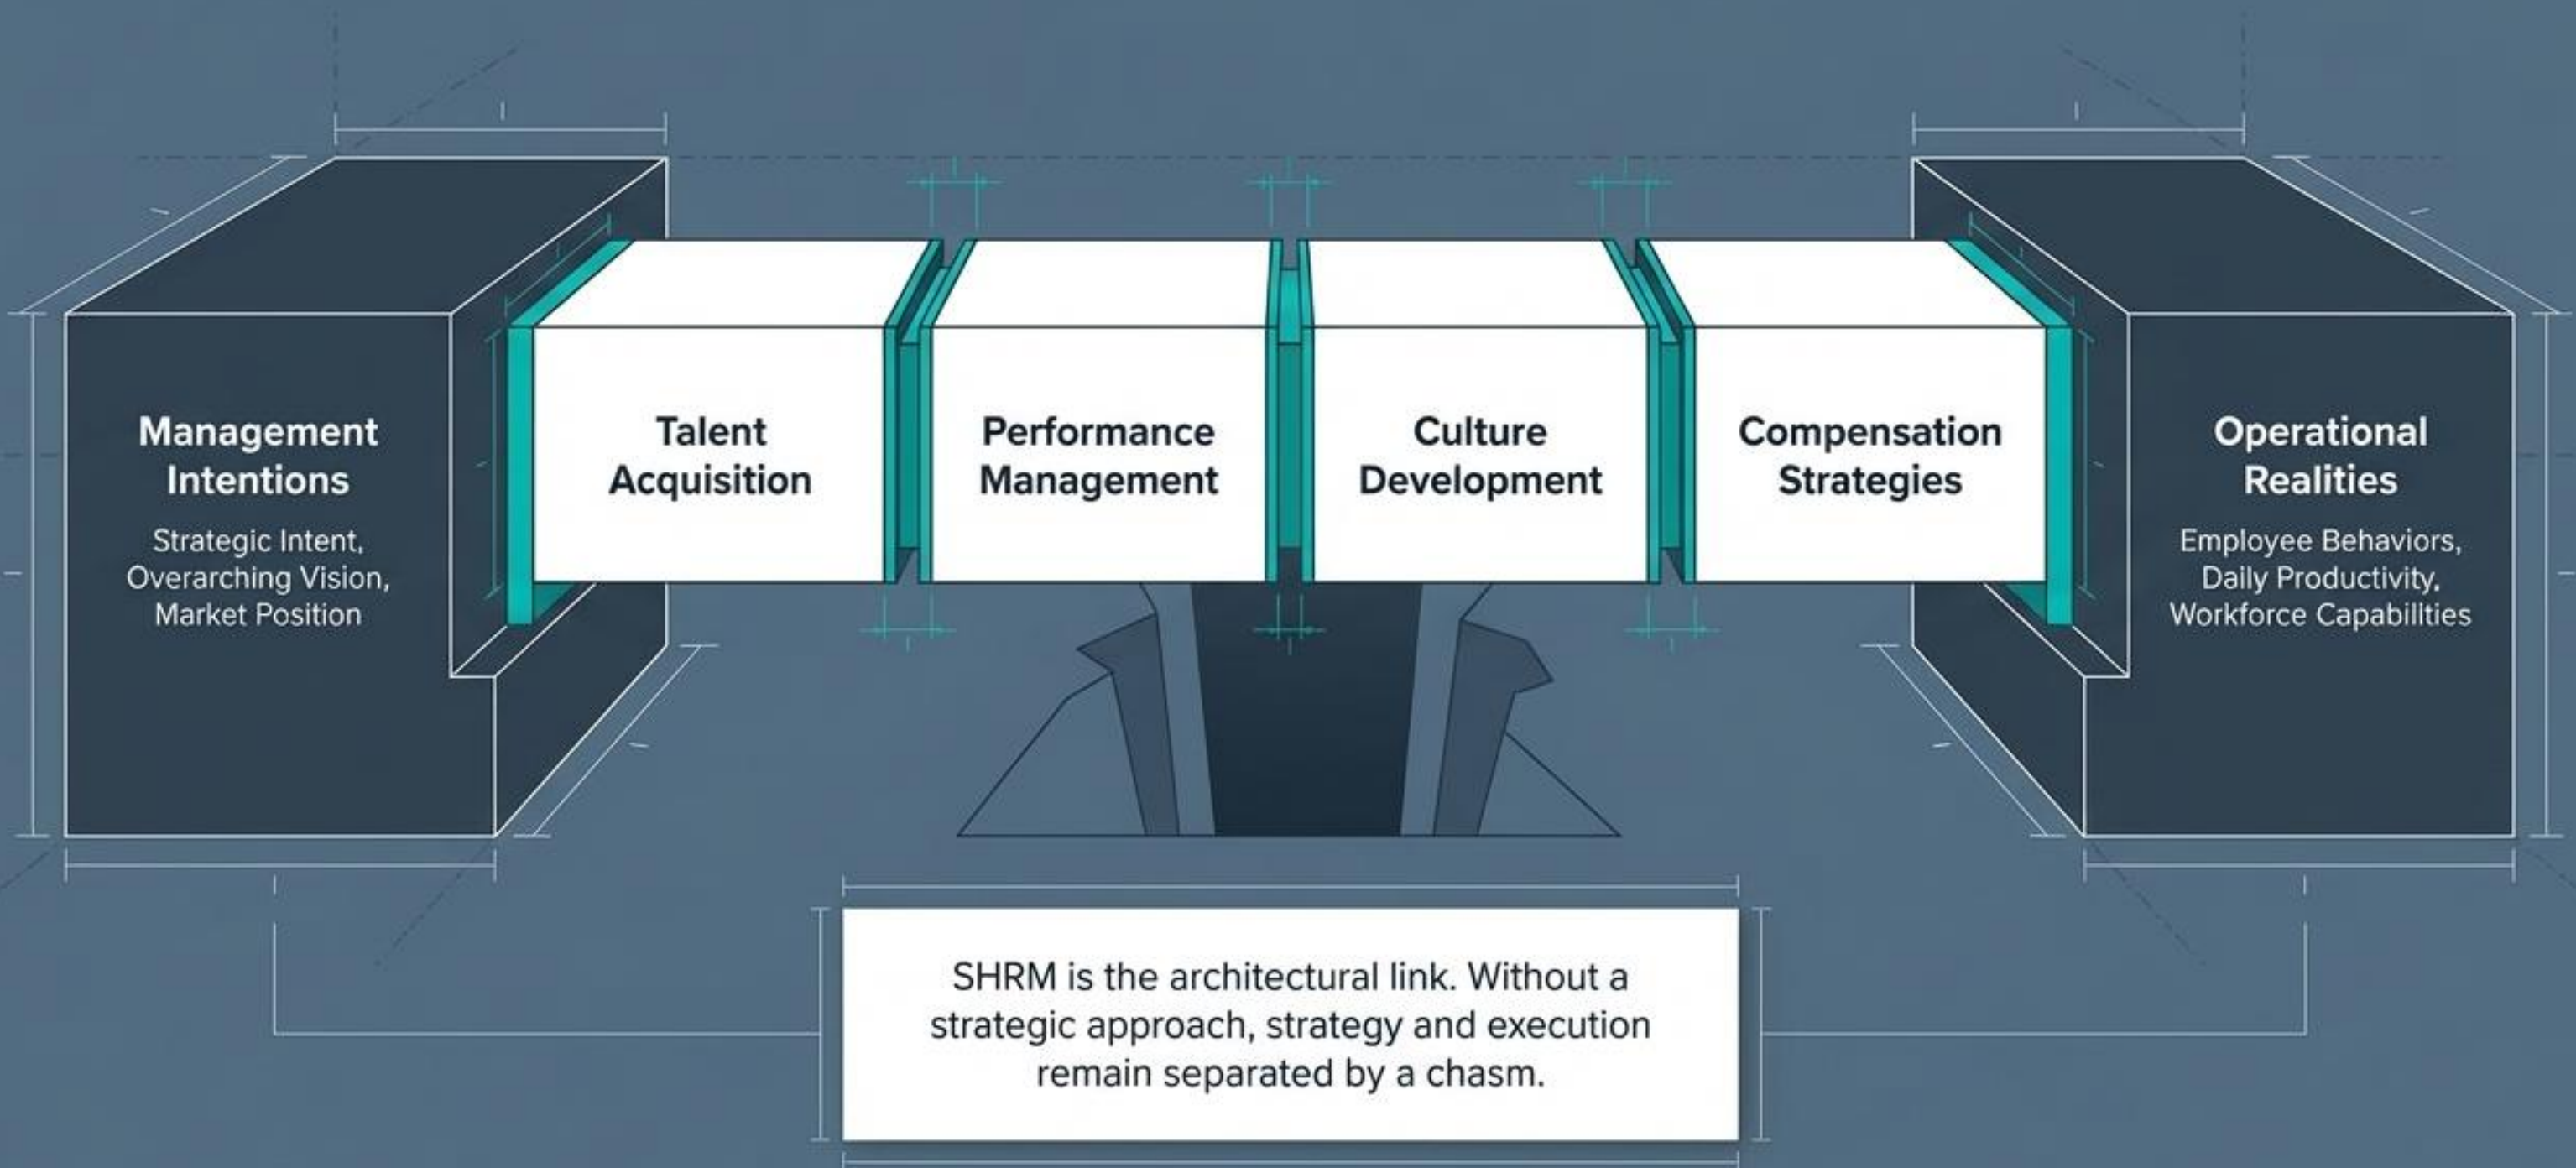 Management
Intentions
Strategic Intent,
Overarching Vision,
Market Position
Talent
Acquisition
Performance
Management
Culture
Development
Compensation
Strategies
Operational
Realities
Employee Behaviors,
Daily Productivity,
Workforce Capabilities
SHRM is the architectural link. Without a
strategic approach, strategy and execution
remain separated by a chasm.